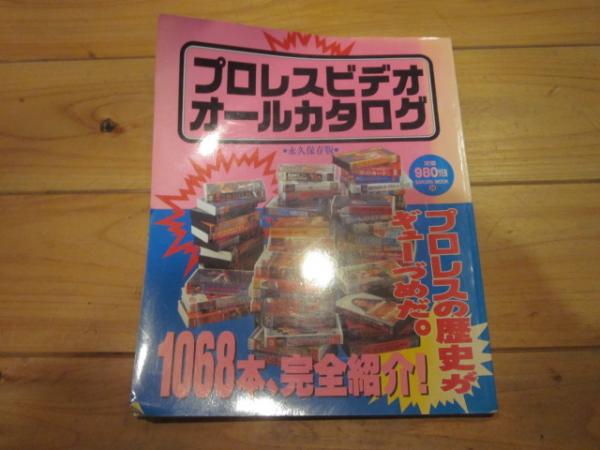 プロレスビデオ
オールカタログ
●永久保存版●
定価
980円
プロレスの歴史が
ギューづめだ。
1068本、完全紹介!